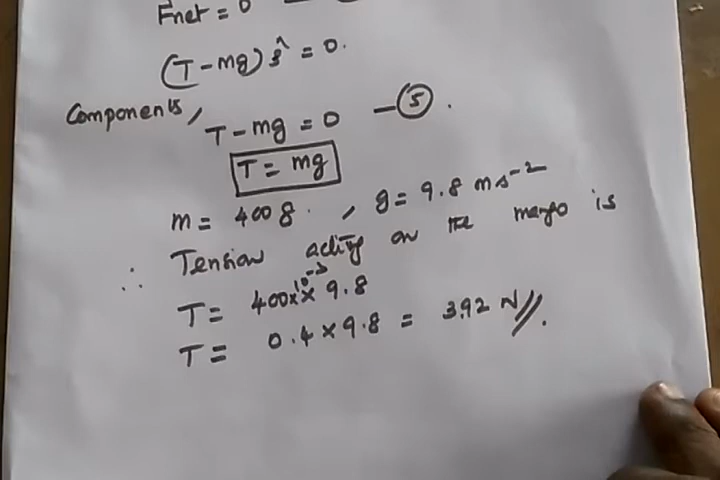 Fnet = 0
(T - mg) ĵ = 0.
Components,
T - mg = 0 — (5).
T = mg
m = 400 g. , g = 9.8 ms⁻²
∴ Tension acting on the mango is
T = 400 × 10⁻³ × 9.8
T = 0.4 × 9.8 = 3.92 N//.